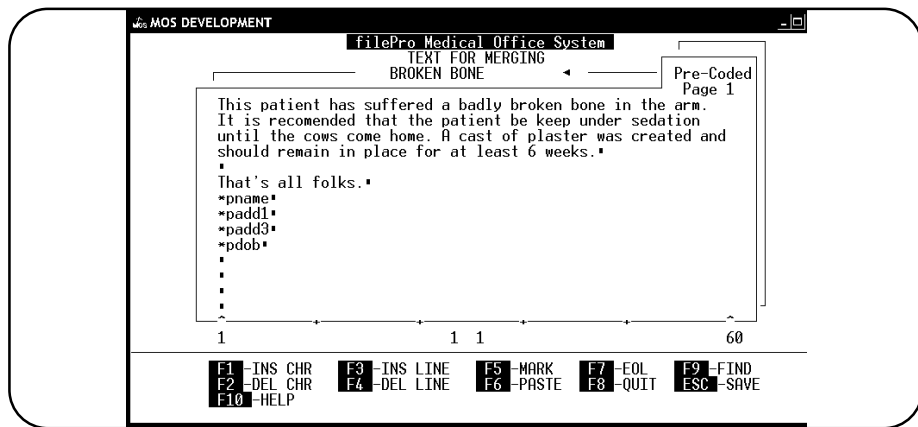 MOS MOS DEVELOPMENT
filePro Medical Office System
TEXT FOR MERGING
BROKEN BONE
Pre-Coded
Page 1
This patient has suffered a badly broken bone in the arm.
It is recomended that the patient be keep under sedation
until the cows come home. A cast of plaster was created and
should remain in place for at least 6 weeks.
That's all folks.
*pname
*padd1
*padd3
*pdob
1 1 1 60
F1 -INS CHR F3 -INS LINE F5 -MARK F7 -EOL F9 -FIND
F2 -DEL CHR F4 -DEL LINE F6 -PASTE F8 -QUIT ESC -SAVE
F10 -HELP